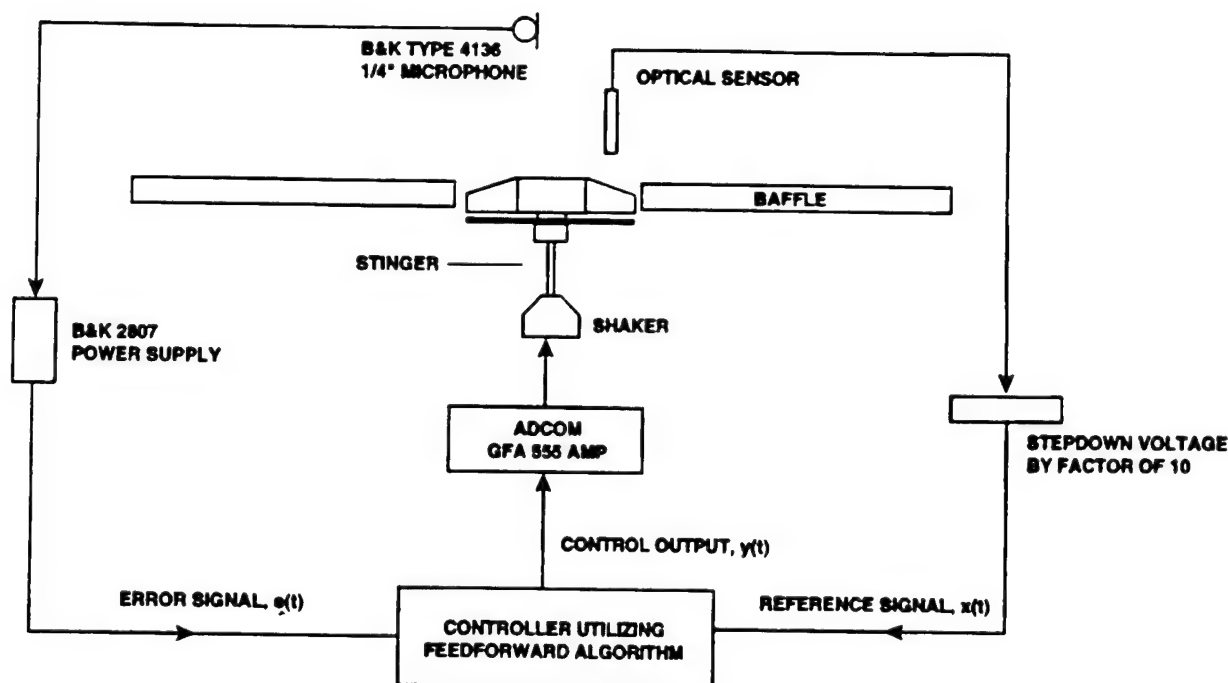 B&K TYPE 4136
1/4" MICROPHONE
OPTICAL SENSOR
BAFFLE
STINGER
SHAKER
B&K 2807
POWER SUPPLY
ADCOM
GFA 555 AMP
STEPDOWN VOLTAGE
BY FACTOR OF 10
CONTROL OUTPUT, y(t)
ERROR SIGNAL, e(t)
REFERENCE SIGNAL, x(t)
CONTROLLER UTILIZING
FEEDFORWARD ALGORITHM